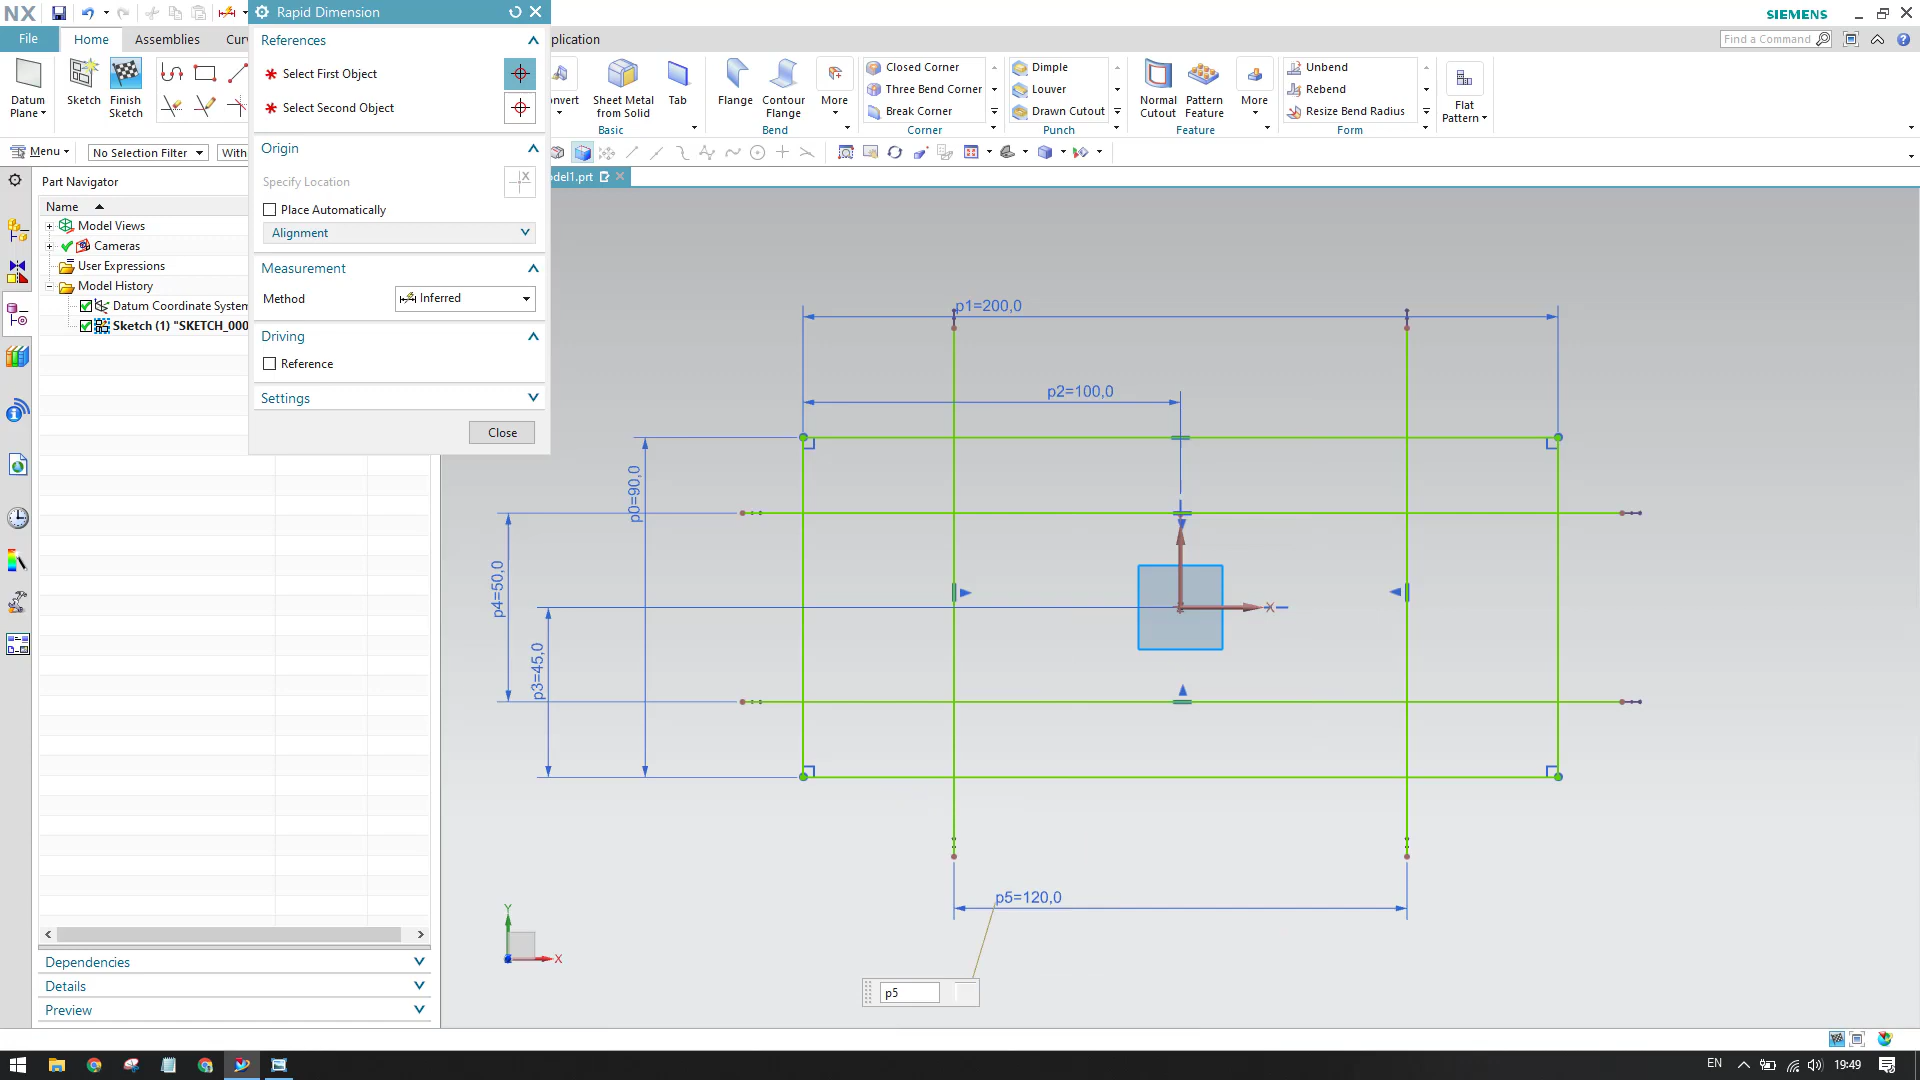 NX
Rapid Dimension
SIEMENS
File
Home
Assemblies
Cur
plication
Find a Command
References
Select First Object
Select Second Object
Origin
Specify Location
Place Automatically
Alignment
Measurement
Method
Inferred
Driving
Reference
Settings
Close
Datum
Plane
Sketch
Finish
Sketch
nvert
Sheet Metal
from Solid
Tab
Basic
Flange
Contour
Flange
More
Bend
Closed Corner
Three Bend Corner
Break Corner
Corner
Dimple
Louver
Drawn Cutout
Punch
Normal
Cutout
Pattern
Feature
More
Feature
Unbend
Rebend
Resize Bend Radius
Form
Flat
Pattern
Menu
No Selection Filter
With
del1.prt
Part Navigator
Name
Model Views
Cameras
User Expressions
Model History
Datum Coordinate System
Sketch (1) "SKETCH_000
Dependencies
Details
Preview
p1=200,0
p2=100,0
p0=90,0
p4=50,0
p3=45,0
X
p5=120,0
Y
X
p5
EN
19:49